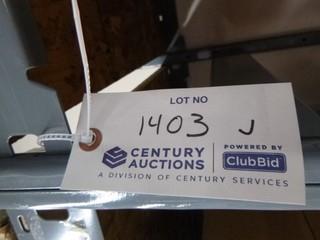 LOT NO
1403 J
CENTURY AUCTIONS
POWERED BY
ClubBid
A DIVISION OF CENTURY SERVICES